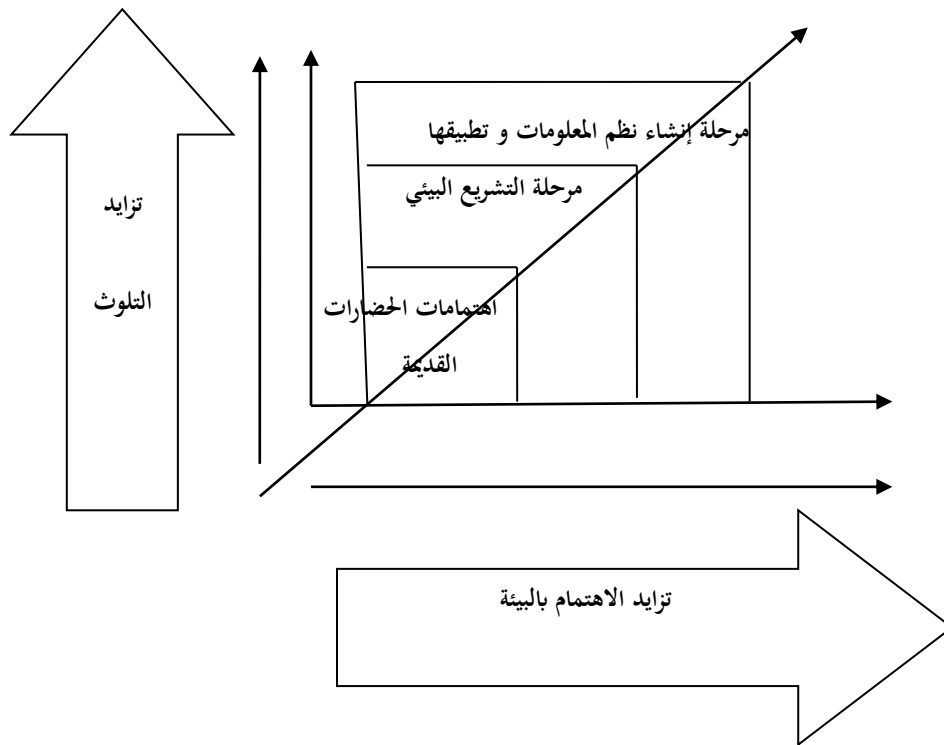 مرحلة إنشاء نظم المعلومات و تطبيقها
مرحلة التشريع البيئي
تزايد
التلوث
اهتمامات الحضارات
القديمة
تزايد الاهتمام بالبيئة